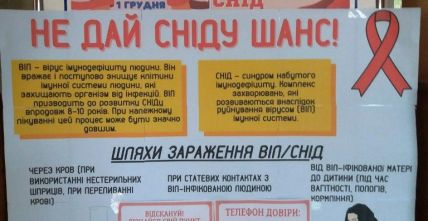 1 ГРУДНЯ
СНІД
НЕ ДАЙ СНІДУ ШАНС!
ВІЛ - вірус імунодефіциту людини. Він
вражає і поступово знищує клітини
імунної системи людини, які
захищають організм від інфекцій. ВІЛ
призводить до розвитку СНІДи
впродовж 8-10 років. При належному
лікуванні цей процес може бути значно
довшим.
СНІД - синдром набутого
імунодефіциту. Комплекс
захворювань, які
розвиваються внаслідок
руйнування вірусом (ВІЛ)
імунної системи.
ШЛЯХИ ЗАРАЖЕННЯ ВІЛ/СНІД
ЧЕРЕЗ КРОВ (ПРИ
ВИКОРИСТАННІ НЕСТЕРИЛЬНИХ
ШПРИЦІВ, ПРИ ПЕРЕЛИВАННІ
КРОВІ)
ПРИ СТАТЕВИХ КОНТАКТАХ З
ВІЛ-ІНФІКОВАНОЮ ЛЮДИНОЮ
ВІД ВІЛ-ІНФІКОВАНОЇ МАТЕРІ
ДО ДИТИНИ (ПІД ЧАС
ВАГІТНОСТІ, ПОЛОГІВ,
КОРМЛІННЯ)
ВІДСКАНУЙ!
ТЕЛЕФОН ДОВІРИ: